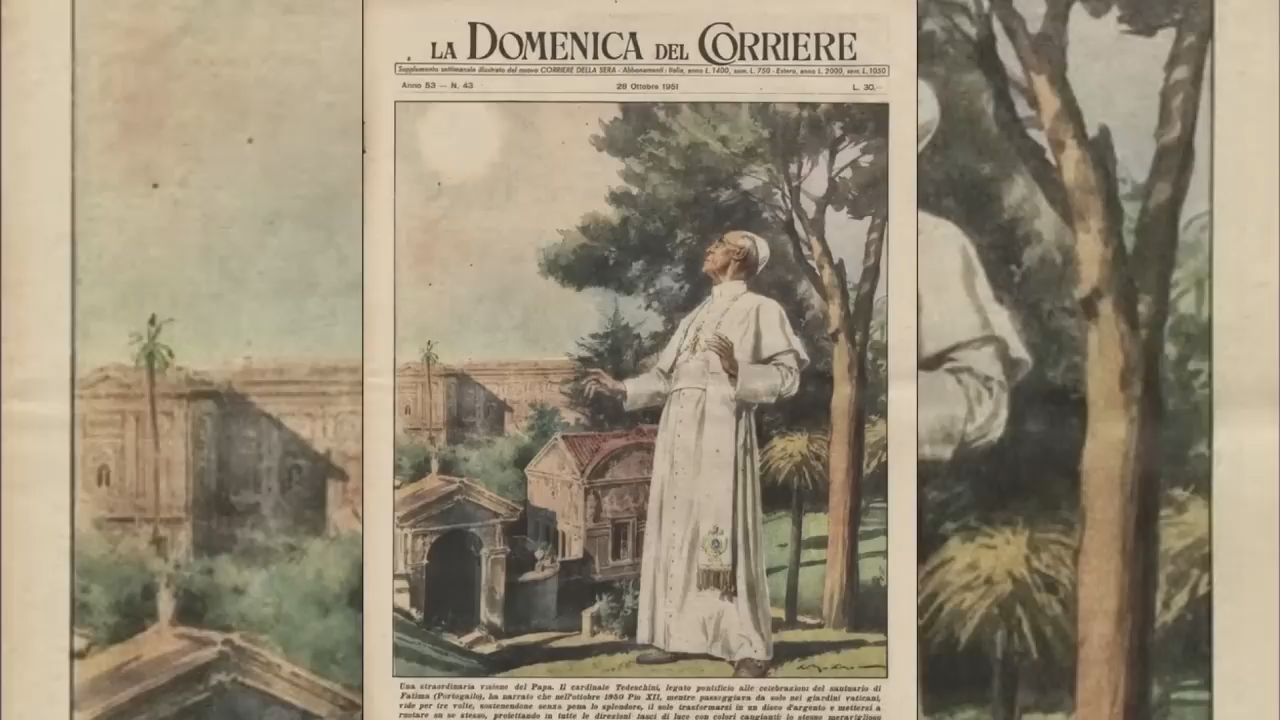 LA DOMENICA DEL CORRIERE
Supplemento settimanale illustrato del nuovo CORRIERE DELLA SERA - Abbonamenti: Italia, anno L. 1400, sem. L. 750 - Estero, anno L. 2000, sem. L. 1050
Anno 53 — N. 43
28 Ottobre 1951
L. 30.-
Una straordinaria visione del Papa. Il cardinale Tedeschini, legato pontificio alle celebrazioni del santuario di
Fatima (Portogallo), ha narrato che nell'ottobre 1950 Pio XII, mentre passeggiava da solo nei giardini vaticani,
vide per tre volte, sostenendone senza pena lo splendore, il sole trasformarsi in un disco d'argento e mettersi a
ruotare su se stesso, proiettando in tutte le direzioni fasci di luce con colori cangianti: lo stesso meraviglioso